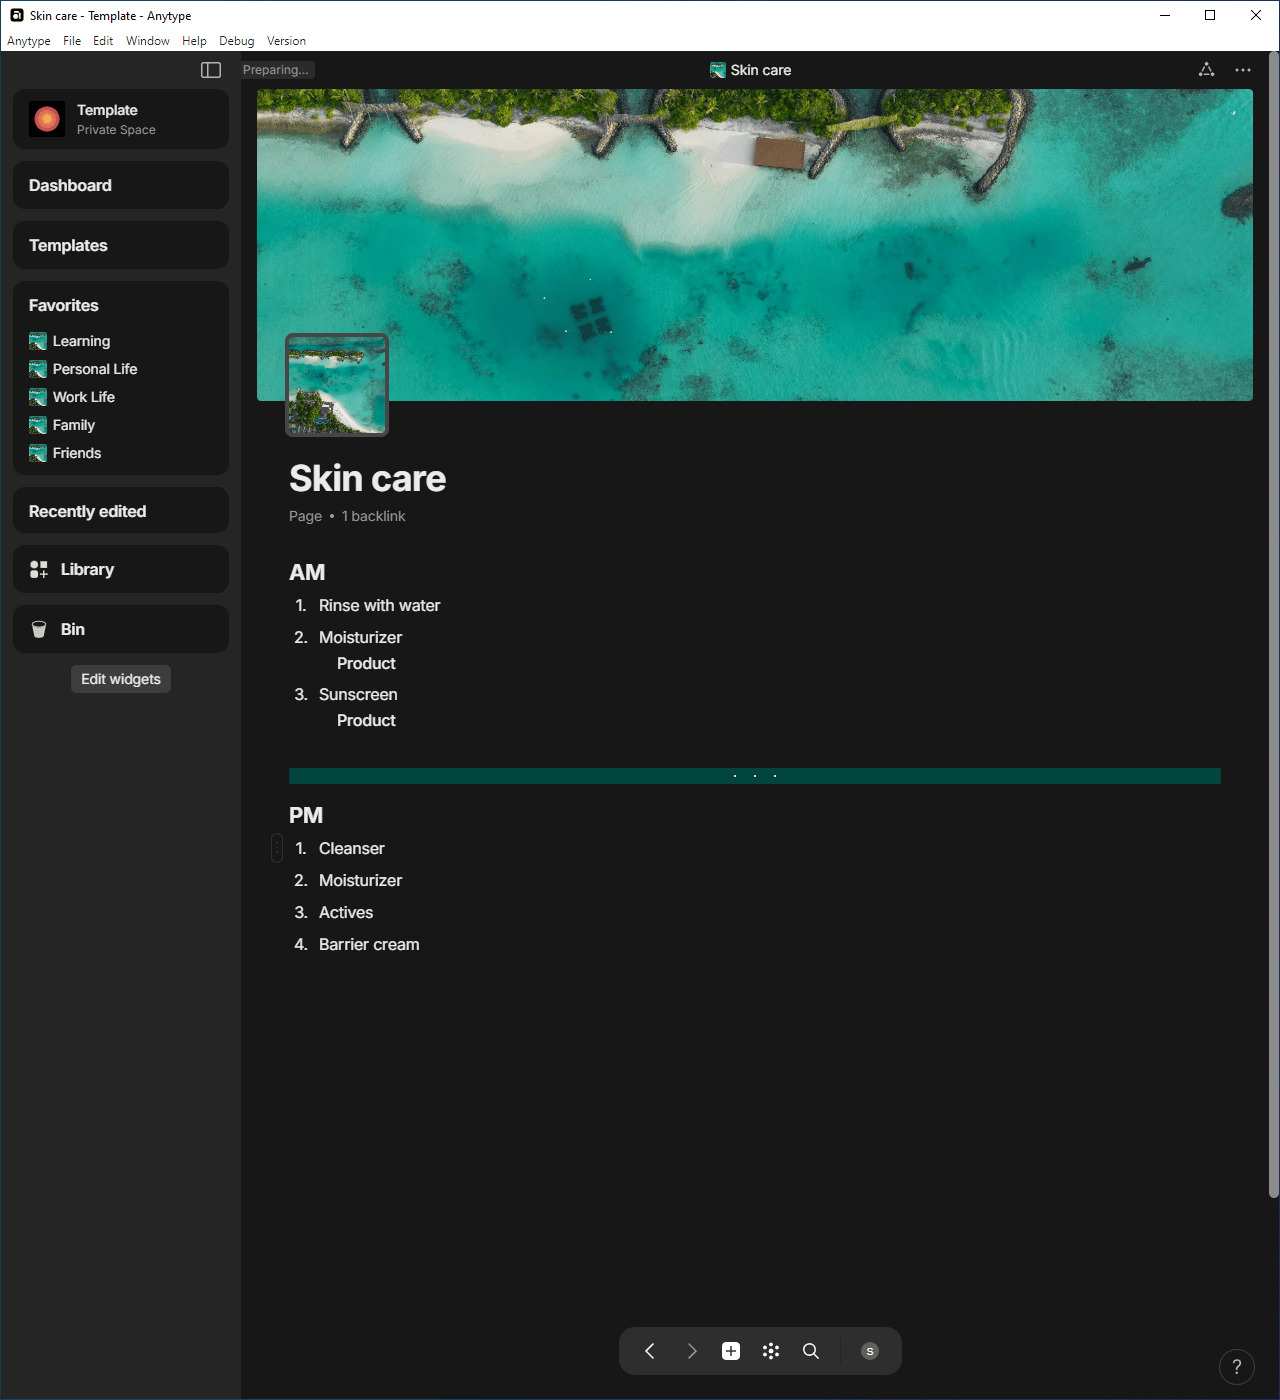 Skin care - Template - Anytype
Anytype File Edit Window Help Debug Version
Preparing...
Skin care
Template
Private Space
Dashboard
Templates
Favorites
Learning
Personal Life
Work Life
Family
Friends
Recently edited
Library
Bin
Edit widgets
Skin care
Page • 1 backlink
AM
1. Rinse with water
2. Moisturizer
Product
3. Sunscreen
Product
· · ·
PM
1. Cleanser
2. Moisturizer
3. Actives
4. Barrier cream
S
?